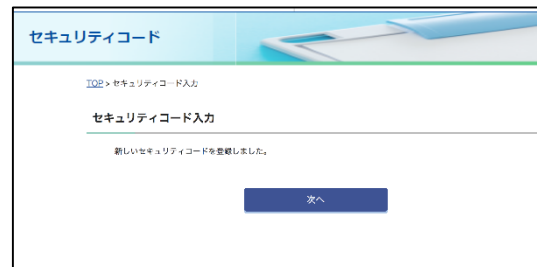 セキュリティコード
TOP > セキュリティコード入力
セキュリティコード入力
新しいセキュリティコードを登録しました。
次へ